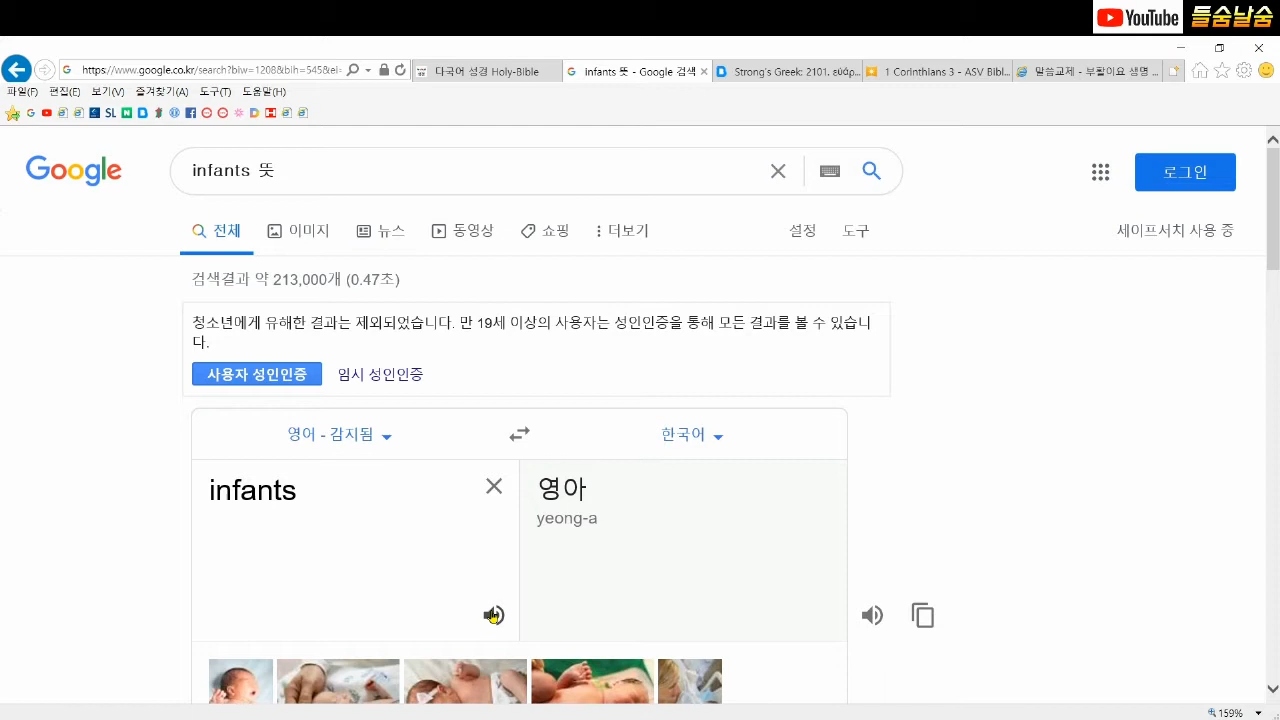 YouTube 들숨날숨
https://www.google.co.kr/search?biw=1208&bih=545&ei=
다국어 성경 Holy-Bible
infants 뜻 - Google 검색
Strong's Greek: 2101. εὐδρ...
1 Corinthians 3 - ASV Bibl...
말씀교제 - 부활이요 생명 ...
파일(F) 편집(E) 보기(V) 즐겨찾기(A) 도구(T) 도움말(H)
SL
Google
infants 뜻
로그인
전체 이미지 뉴스 동영상 쇼핑 더보기 설정 도구
세이프서치 사용 중
검색결과 약 213,000개 (0.47초)
청소년에게 유해한 결과는 제외되었습니다. 만 19세 이상의 사용자는 성인인증을 통해 모든 결과를 볼 수 있습니
다.
사용자 성인인증 임시 성인인증
영어 - 감지됨 한국어
infants 영아
yeong-a
159%